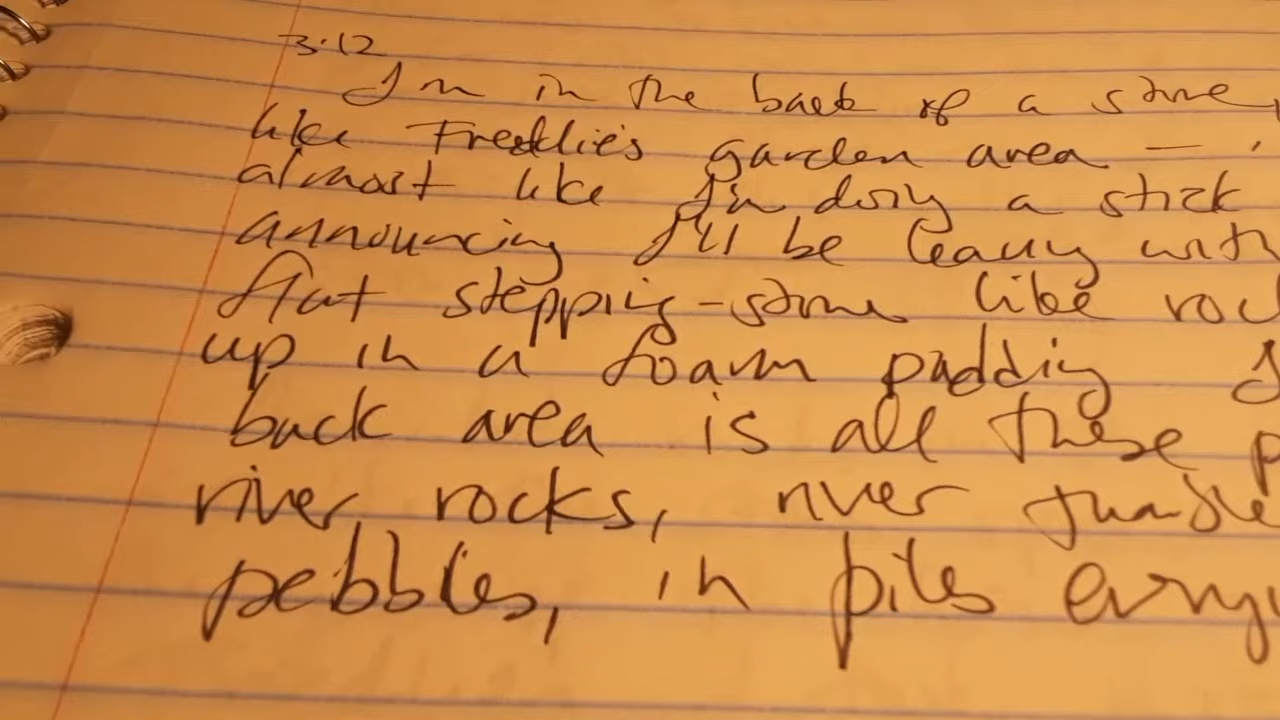 3.12
I'm in the back of a store,
like Freddie's garden area —
almost like I'm doing a stick
announcing I'll be leaving with
flat stepping-stone like
up in a foam padding
back area is all these
river rocks, river
pebbles, in piles